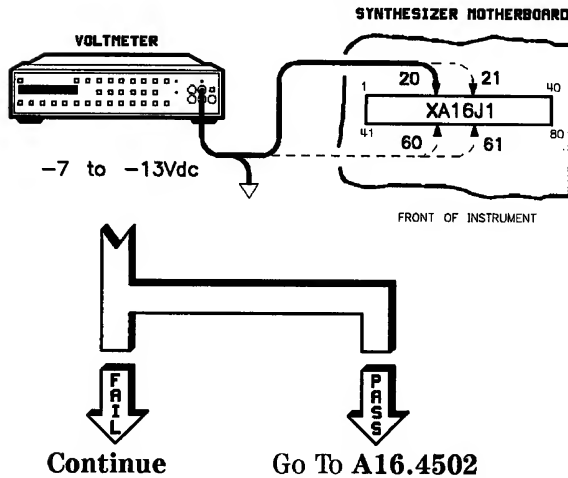 SYNTHESIZER MOTHERBOARD
VOLTMETER
20 21
1 40
XA16J1
41 80
60 61
-7 to -13Vdc
FRONT OF INSTRUMENT
FAIL PASS
Continue Go To A16.4502